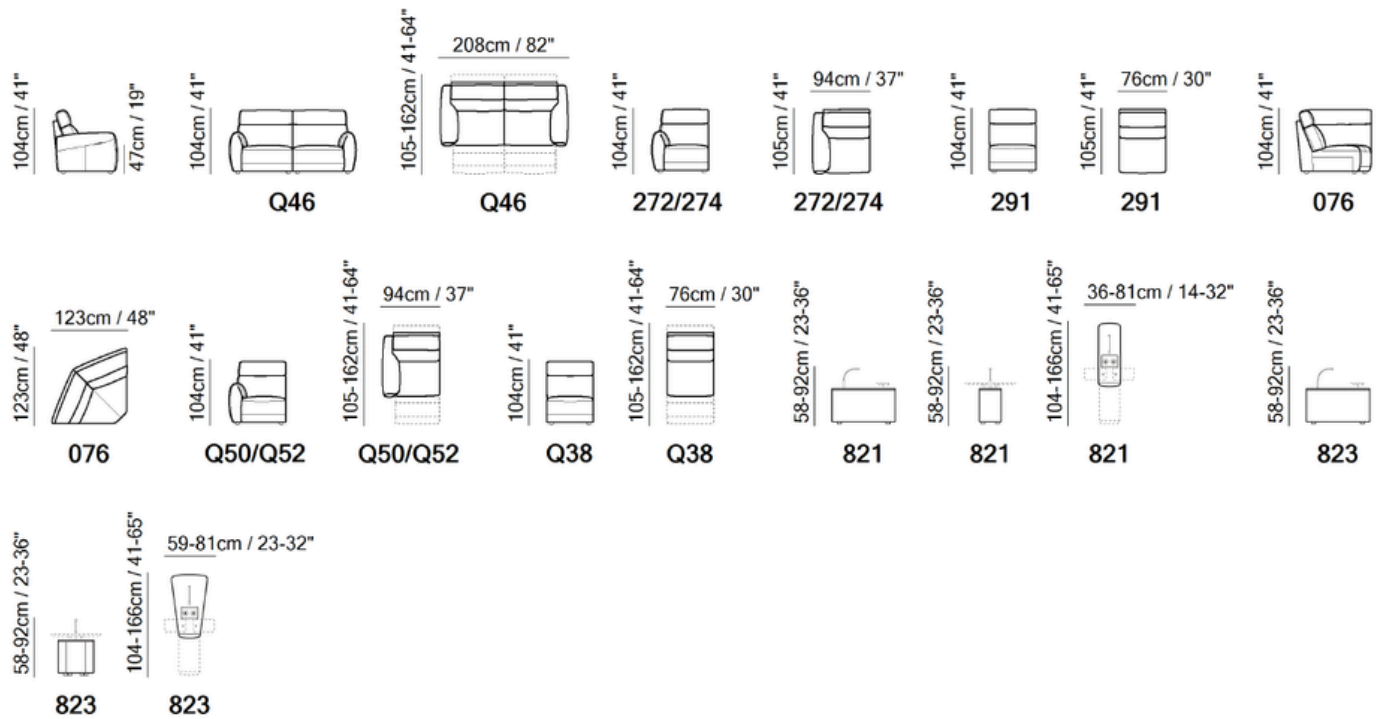 104cm / 41"
47cm / 19"
104cm / 41"
Q46
105-162cm / 41-64"
208cm / 82"
Q46
104cm / 41"
272/274
105cm / 41"
94cm / 37"
272/274
104cm / 41"
291
105cm / 41"
76cm / 30"
291
104cm / 41"
076
123cm / 48"
123cm / 48"
076
104cm / 41"
Q50/Q52
105-162cm / 41-64"
94cm / 37"
Q50/Q52
104cm / 41"
Q38
105-162cm / 41-64"
76cm / 30"
Q38
58-92cm / 23-36"
821
58-92cm / 23-36"
821
104-166cm / 41-65"
36-81cm / 14-32"
821
58-92cm / 23-36"
823
58-92cm / 23-36"
823
104-166cm / 41-65"
59-81cm / 23-32"
823